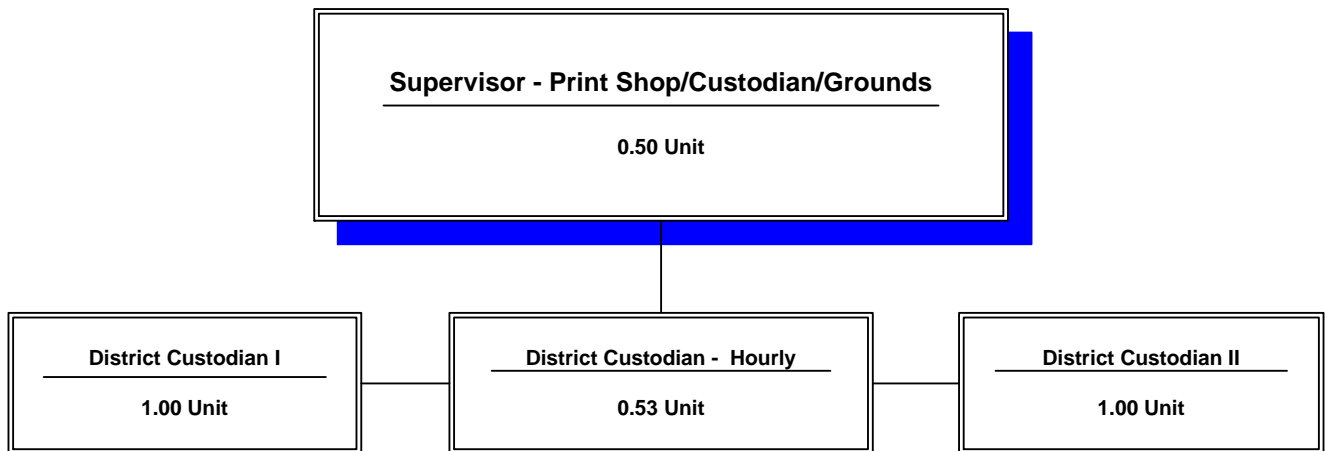 Supervisor - Print Shop/Custodian/Grounds
0.50 Unit
District Custodian I
1.00 Unit
District Custodian -  Hourly
0.53 Unit
District Custodian II
1.00 Unit